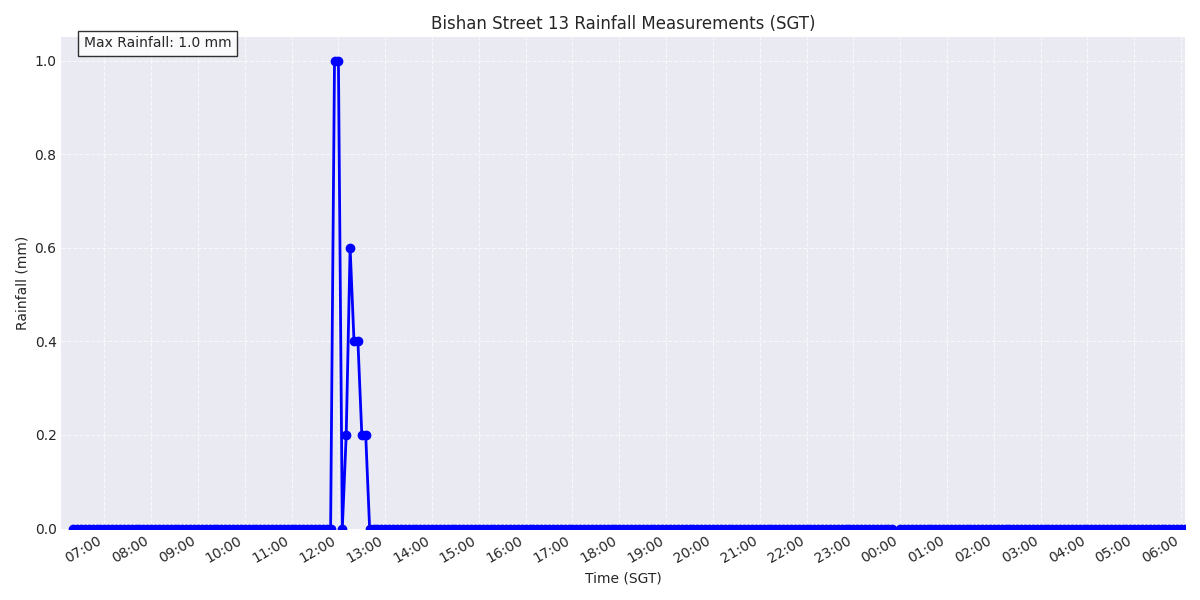 Bishan Street 13 Rainfall Measurements (SGT)
Max Rainfall: 1.0 mm
1.0
0.8
0.6
0.4
0.2
0.0
Rainfall (mm)
07:00 08:00 09:00 10:00 11:00 12:00 13:00 14:00 15:00 16:00 17:00 18:00 19:00 20:00 21:00 22:00 23:00 00:00 01:00 02:00 03:00 04:00 05:00 06:00
Time (SGT)